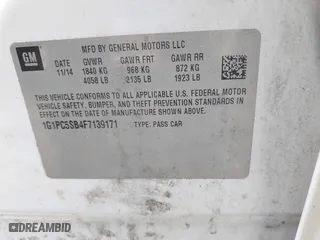 GM
MFD BY GENERAL MOTORS LLC
11/14 GVWR GAWR FRT GAWR RR
1840 KG 968 KG 872 KG
4058 LB 2135 LB 1923 LB
THIS VEHICLE CONFORMS TO ALL APPLICABLE U.S. FEDERAL MOTOR
VEHICLE SAFETY, BUMPER, AND THEFT PREVENTION STANDARDS
IN EFFECT ON THE DATE OF MANUFACTURE SHOWN ABOVE.
1G1PC5SB4F7139171 TYPE: PASS CAR